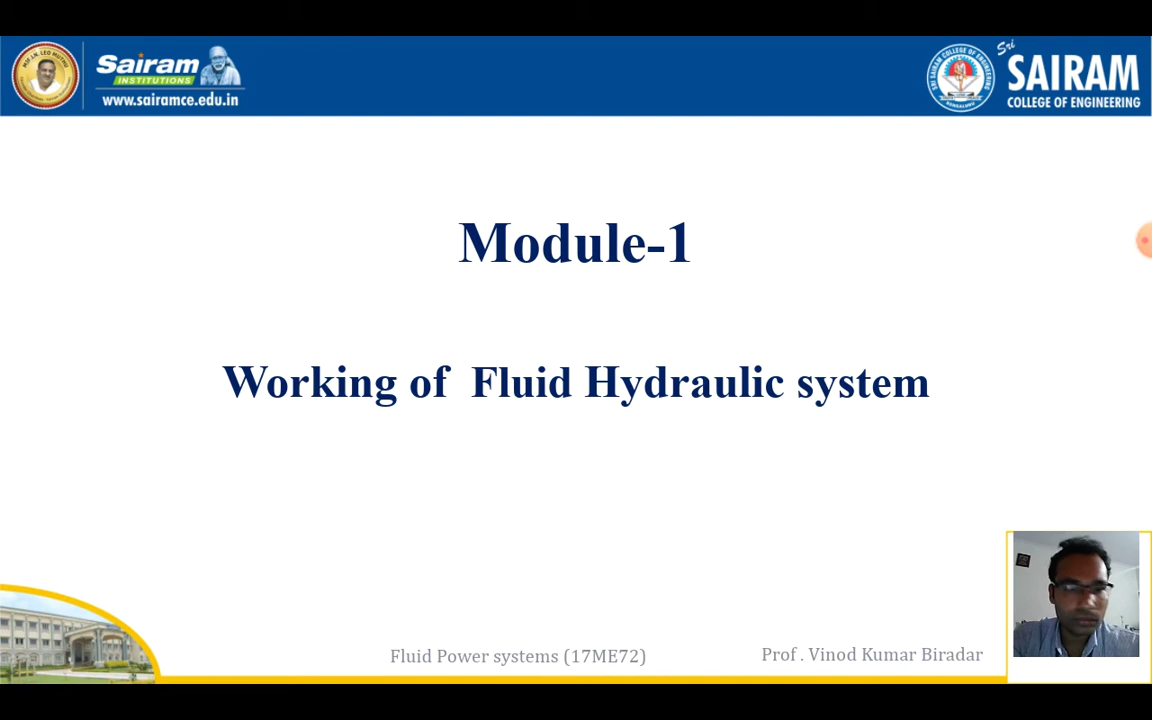 Sairam
INSTITUTIONS
www.sairamce.edu.in
Sri
SAIRAM
COLLEGE OF ENGINEERING
Module-1
Working of Fluid Hydraulic system
Fluid Power systems (17ME72)
Prof . Vinod Kumar Biradar